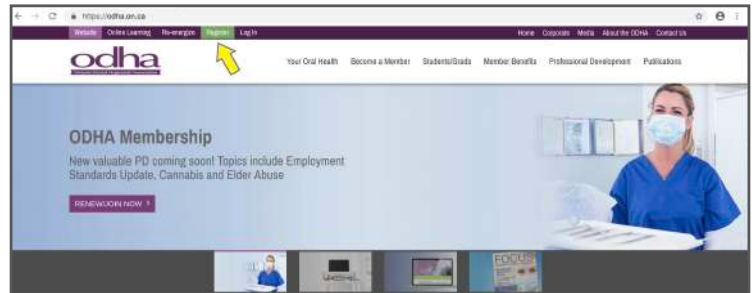 https://odha.on.ca
Website Online Learning Re-energize Register Log In
Home Corporate Media About the ODHA Contact Us
odha
Your Oral Health Become a Member Students/Grads Member Benefits Professional Development Publications
ODHA Membership
New valuable PD coming soon! Topics include Employment
Standards Update, Cannabis and Elder Abuse
RENEW/JOIN NOW
FOCUS